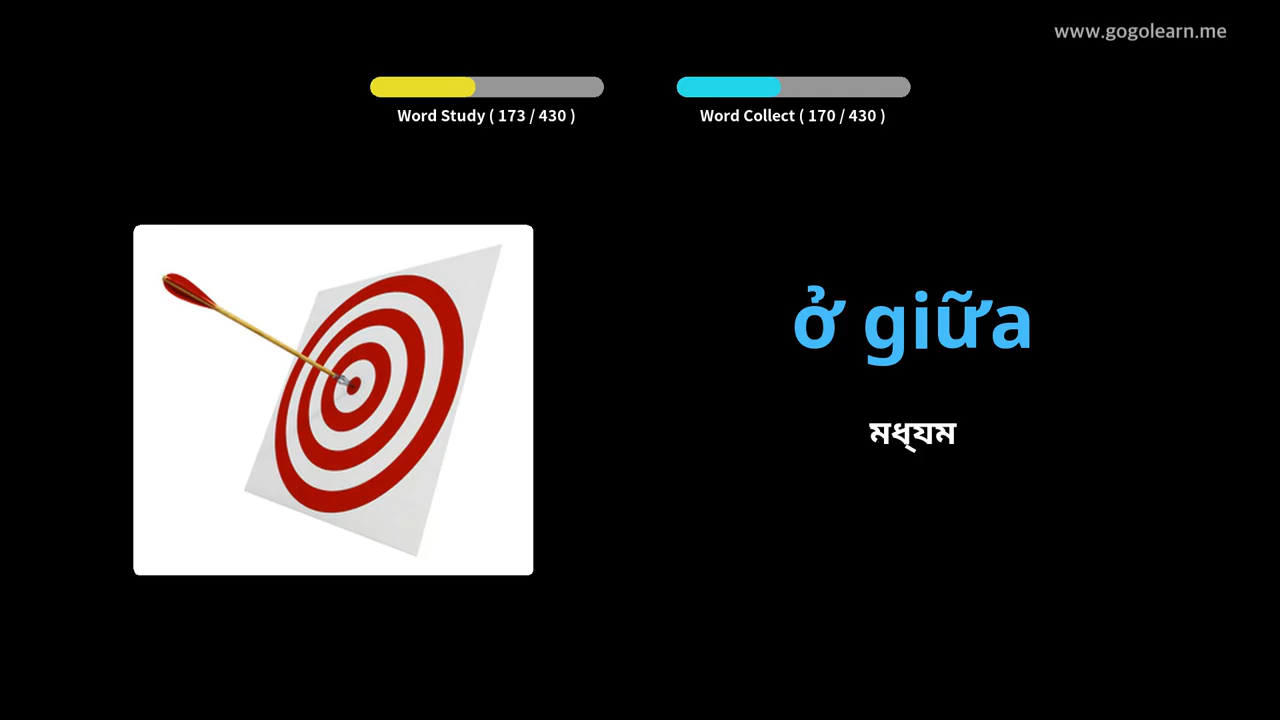 www.gogolearn.me
Word Study ( 173 / 430 )
Word Collect ( 170 / 430 )
ở giữa
মধ্যম